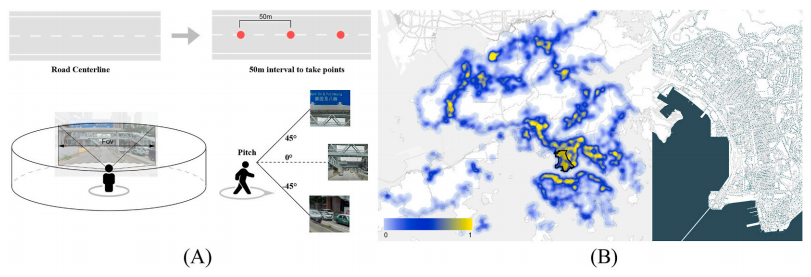 50m
Road Centerline
50m interval to take points
Fov
Pitch
45°
0°
-45°
0
1
(A)
(B)